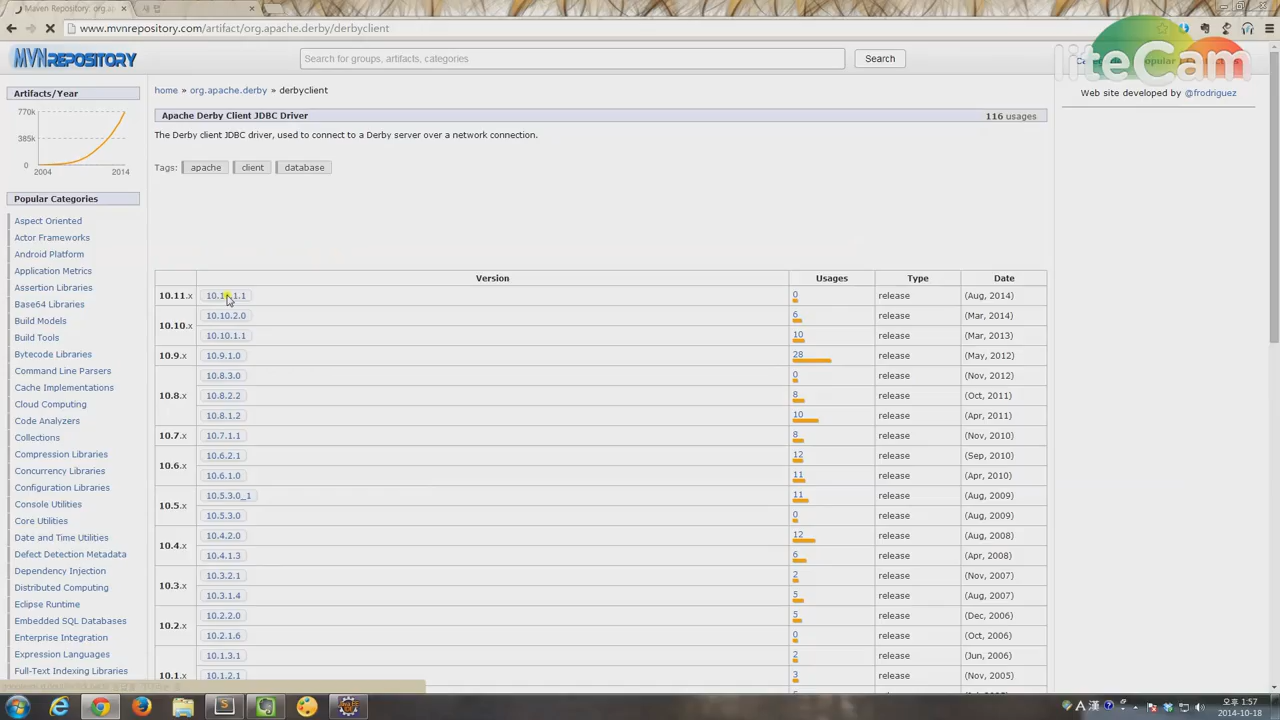 Maven Repository: org.ap
새 탭
www.mvnrepository.com/artifact/org.apache.derby/derbyclient
MVNREPOSITORY
Search for groups, artifacts, categories
Search
liteCam
Web site developed by @frodriguez
Artifacts/Year
770k
385k
0
2004
2014
Popular Categories
Aspect Oriented
Actor Frameworks
Android Platform
Application Metrics
Assertion Libraries
Base64 Libraries
Build Models
Build Tools
Bytecode Libraries
Command Line Parsers
Cache Implementations
Cloud Computing
Code Analyzers
Collections
Compression Libraries
Concurrency Libraries
Configuration Libraries
Console Utilities
Core Utilities
Date and Time Utilities
Defect Detection Metadata
Dependency Injection
Distributed Computing
Eclipse Runtime
Embedded SQL Databases
Enterprise Integration
Expression Languages
Full-Text Indexing Libraries
home » org.apache.derby » derbyclient
Apache Derby Client JDBC Driver 116 usages
The Derby client JDBC driver, used to connect to a Derby server over a network connection.
Tags: apache client database
Version Usages Type Date
10.11.x 10.11.1.1 0 release (Aug, 2014)
10.10.2.0 6 release (Mar, 2014)
10.10.x
10.10.1.1 10 release (Mar, 2013)
10.9.x 10.9.1.0 28 release (May, 2012)
10.8.3.0 0 release (Nov, 2012)
10.8.x 10.8.2.2 8 release (Oct, 2011)
10.8.1.2 10 release (Apr, 2011)
10.7.x 10.7.1.1 8 release (Nov, 2010)
10.6.2.1 12 release (Sep, 2010)
10.6.x
10.6.1.0 11 release (Apr, 2010)
10.5.3.0_1 11 release (Aug, 2009)
10.5.x
10.5.3.0 0 release (Aug, 2009)
10.4.2.0 12 release (Aug, 2008)
10.4.x
10.4.1.3 6 release (Apr, 2008)
10.3.2.1 2 release (Nov, 2007)
10.3.x
10.3.1.4 5 release (Aug, 2007)
10.2.2.0 5 release (Dec, 2006)
10.2.x
10.2.1.6 0 release (Oct, 2006)
10.1.3.1 2 release (Jun, 2006)
10.1.x 10.1.2.1 3 release (Nov, 2005)
A 漢
오후 1:57
2014-10-18